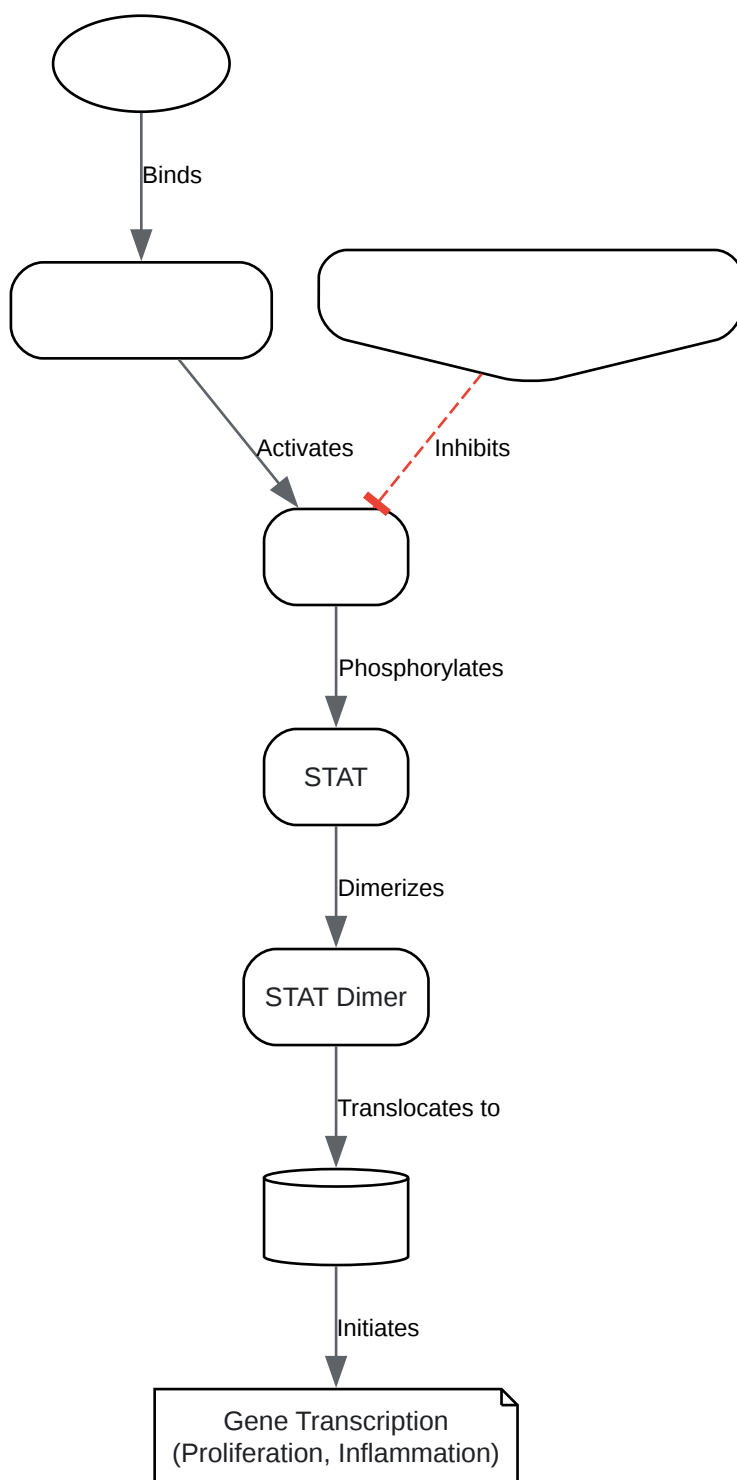 Binds
Activates
Inhibits
Phosphorylates
STAT
Dimerizes
STAT Dimer
Translocates to
Initiates
Gene Transcription
(Proliferation, Inflammation)